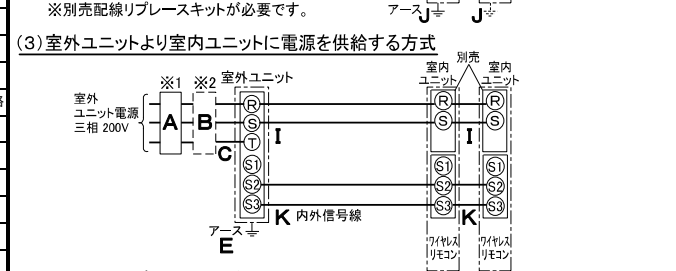 ※別売配線リプレースキットが必要です。
アース J J
(3)室外ユニットより室内ユニットに電源を供給する方式
別売
※1 ※2 室外ユニット 室内ユニット 室内ユニット
室外
ユニット電源
三相 200V
A B C
R
S
T
S1
S2
S3
I
R
S
S1
S2
S3
I
R
S
S1
S2
S3
K 内外信号線 K
アース
E
ワイヤレス
リモコン
ワイヤレス
リモコン